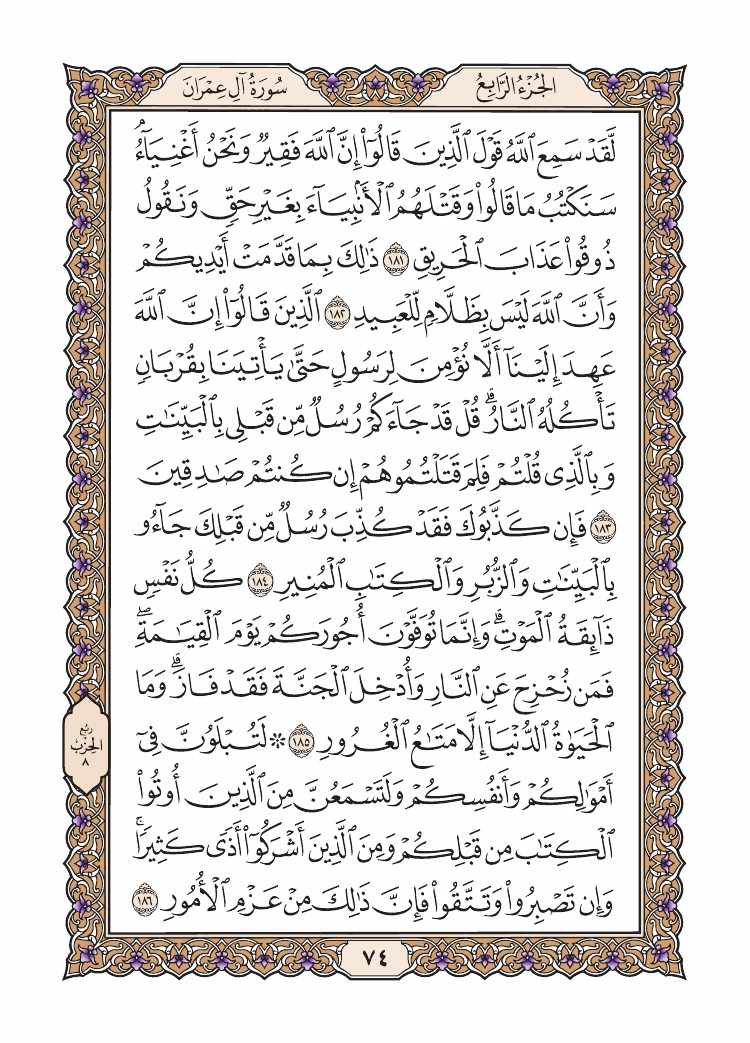 الجُزْءُ الرَّابِعُ
سُورَةُ آلِ عِمْرَانَ
لَّقَدْ سَمِعَ ٱللَّهُ قَوْلَ ٱلَّذِينَ قَالُوٓا۟ إِنَّ ٱللَّهَ فَقِيرٌ وَنَحْنُ أَغْنِيَآءُ ۘ
سَنَكْتُبُ مَا قَالُوا۟ وَقَتْلَهُمُ ٱلْأَنۢبِيَآءَ بِغَيْرِ حَقٍّ وَنَقُولُ
ذُوقُوا۟ عَذَابَ ٱلْحَرِيقِ ١٨١ ذَٰلِكَ بِمَا قَدَّمَتْ أَيْدِيكُمْ
وَأَنَّ ٱللَّهَ لَيْسَ بِظَلَّامٍ لِّلْعَبِيدِ ١٨٢ ٱلَّذِينَ قَالُوٓا۟ إِنَّ ٱللَّهَ
عَهِدَ إِلَيْنَآ أَلَّا نُؤْمِنَ لِرَسُولٍ حَتَّىٰ يَأْتِيَنَا بِقُرْبَانٍ
تَأْكُلُهُ ٱلنَّارُ ۗ قُلْ قَدْ جَآءَكُمْ رُسُلٌ مِّن قَبْلِى بِٱلْبَيِّنَٰتِ
وَبِٱلَّذِى قُلْتُمْ فَلِمَ قَتَلْتُمُوهُمْ إِن كُنتُمْ صَٰدِقِينَ
١٨٣ فَإِن كَذَّبُوكَ فَقَدْ كُذِّبَ رُسُلٌ مِّن قَبْلِكَ جَآءُو
بِٱلْبَيِّنَٰتِ وَٱلزُّبُرِ وَٱلْكِتَٰبِ ٱلْمُنِيرِ ١٨٤ كُلُّ نَفْسٍ
ذَآئِقَةُ ٱلْمَوْتِ ۗ وَإِنَّمَا تُوَفَّوْنَ أُجُورَكُمْ يَوْمَ ٱلْقِيَٰمَةِ ۖ
فَمَن زُحْزِحَ عَنِ ٱلنَّارِ وَأُدْخِلَ ٱلْجَنَّةَ فَقَدْ فَازَ ۗ وَمَا
ٱلْحَيَوٰةُ ٱلدُّنْيَآ إِلَّا مَتَٰعُ ٱلْغُرُورِ ١٨٥ ۞ لَتُبْلَوُنَّ فِىٓ
أَمْوَٰلِكُمْ وَأَنفُسِكُمْ وَلَتَسْمَعُنَّ مِنَ ٱلَّذِينَ أُوتُوا۟
ٱلْكِتَٰبَ مِن قَبْلِكُمْ وَمِنَ ٱلَّذِينَ أَشْرَكُوٓا۟ أَذًى كَثِيرًا ۚ
وَإِن تَصْبِرُوا۟ وَتَتَّقُوا۟ فَإِنَّ ذَٰلِكَ مِنْ عَزْمِ ٱلْأُمُورِ ١٨٦
رُبع
الحِزْب
٨
٧٤